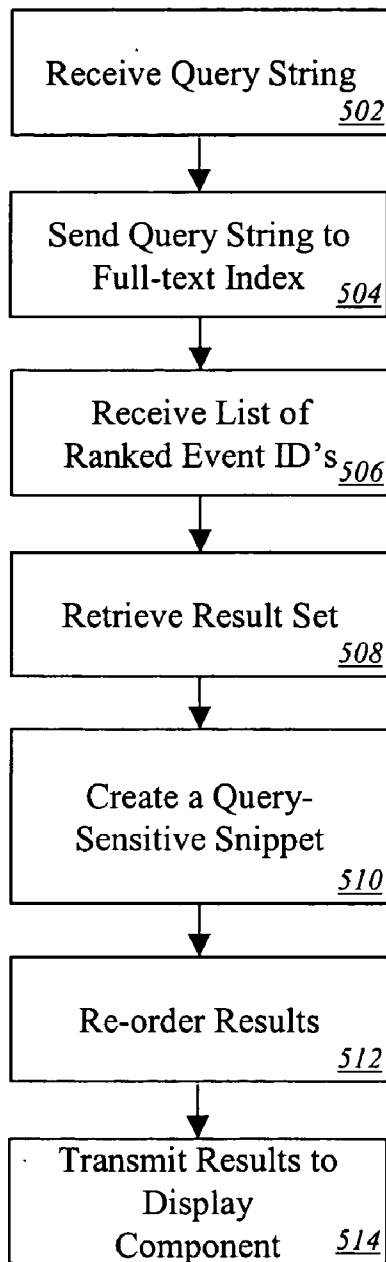 Receive Query String
502
Send Query String to
Full-text Index
504
Receive List of
Ranked Event ID's
506
Retrieve Result Set
508
Create a Query-
Sensitive Snippet
510
Re-order Results
512
Transmit Results to
Display
Component
514